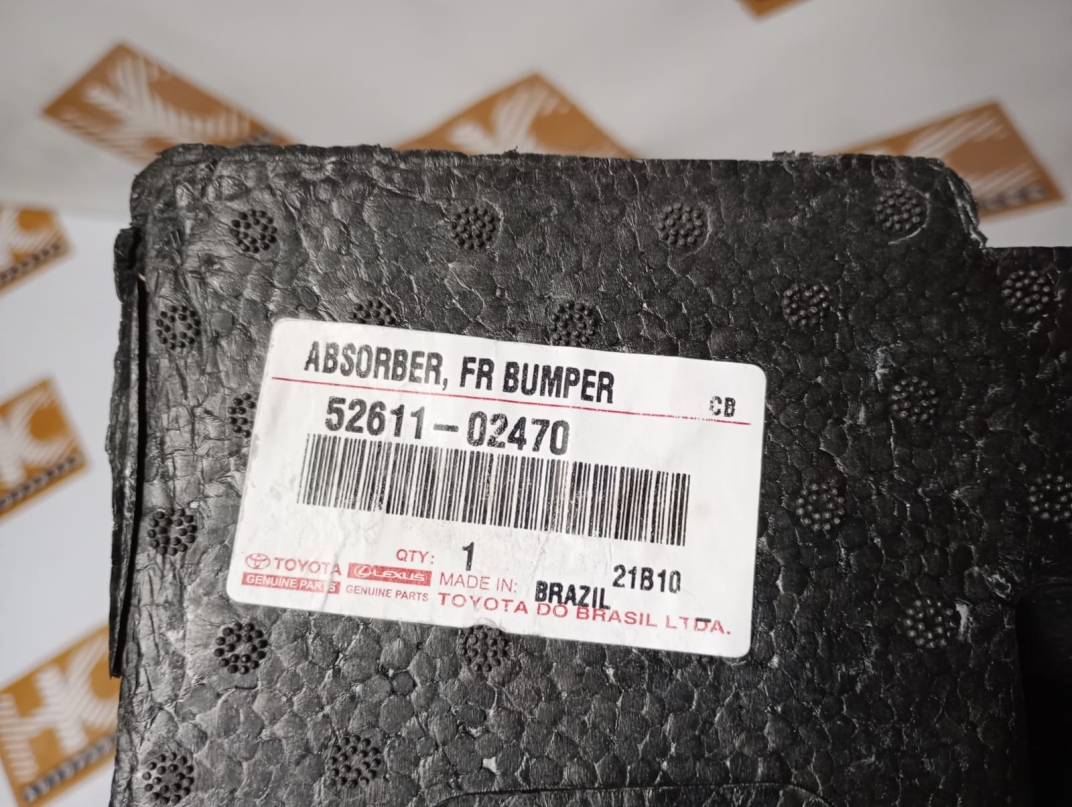 ABSORBER, FR BUMPER
CB
52611-02470
QTY: 1
21B10
TOYOTA
LEXUS
MADE IN: BRAZIL
GENUINE PARTS
GENUINE PARTS
TOYOTA DO BRASIL LTDA.
HC